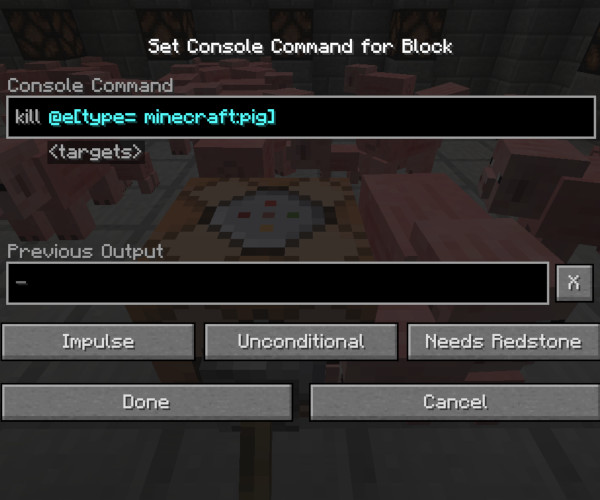 Set Console Command for Block
Console Command
kill @e[type= minecraft:pig]
<targets>
Previous Output
-
X
Impulse
Unconditional
Needs Redstone
Done
Cancel